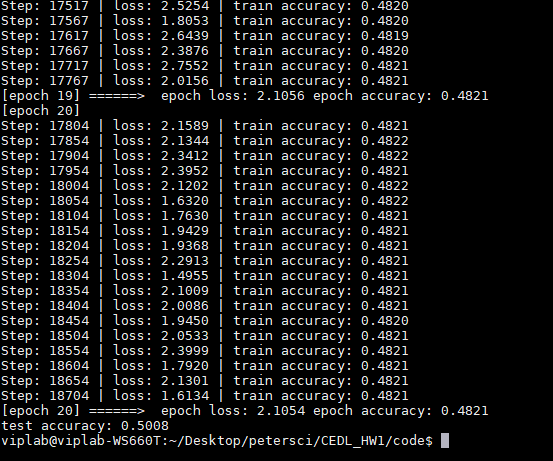 Step: 17517 | loss: 2.5254 | train accuracy: 0.4820
Step: 17567 | loss: 1.8053 | train accuracy: 0.4820
Step: 17617 | loss: 2.6439 | train accuracy: 0.4819
Step: 17667 | loss: 2.3876 | train accuracy: 0.4820
Step: 17717 | loss: 2.7552 | train accuracy: 0.4821
Step: 17767 | loss: 2.0156 | train accuracy: 0.4821
[epoch 19] ======>  epoch loss: 2.1056 epoch accuracy: 0.4821
[epoch 20]
Step: 17804 | loss: 2.1589 | train accuracy: 0.4821
Step: 17854 | loss: 2.1344 | train accuracy: 0.4822
Step: 17904 | loss: 2.3412 | train accuracy: 0.4822
Step: 17954 | loss: 2.3952 | train accuracy: 0.4821
Step: 18004 | loss: 2.1202 | train accuracy: 0.4822
Step: 18054 | loss: 1.6320 | train accuracy: 0.4822
Step: 18104 | loss: 1.7630 | train accuracy: 0.4821
Step: 18154 | loss: 1.9429 | train accuracy: 0.4821
Step: 18204 | loss: 1.9368 | train accuracy: 0.4821
Step: 18254 | loss: 2.2913 | train accuracy: 0.4821
Step: 18304 | loss: 1.4955 | train accuracy: 0.4821
Step: 18354 | loss: 2.1009 | train accuracy: 0.4821
Step: 18404 | loss: 2.0086 | train accuracy: 0.4821
Step: 18454 | loss: 1.9450 | train accuracy: 0.4820
Step: 18504 | loss: 2.0533 | train accuracy: 0.4821
Step: 18554 | loss: 2.3999 | train accuracy: 0.4821
Step: 18604 | loss: 1.7920 | train accuracy: 0.4821
Step: 18654 | loss: 2.1301 | train accuracy: 0.4821
Step: 18704 | loss: 1.6134 | train accuracy: 0.4821
[epoch 20] ======>  epoch loss: 2.1054 epoch accuracy: 0.4821
test accuracy: 0.5008
viplab@viplab-WS660T:~/Desktop/petersci/CEDL_HW1/code$